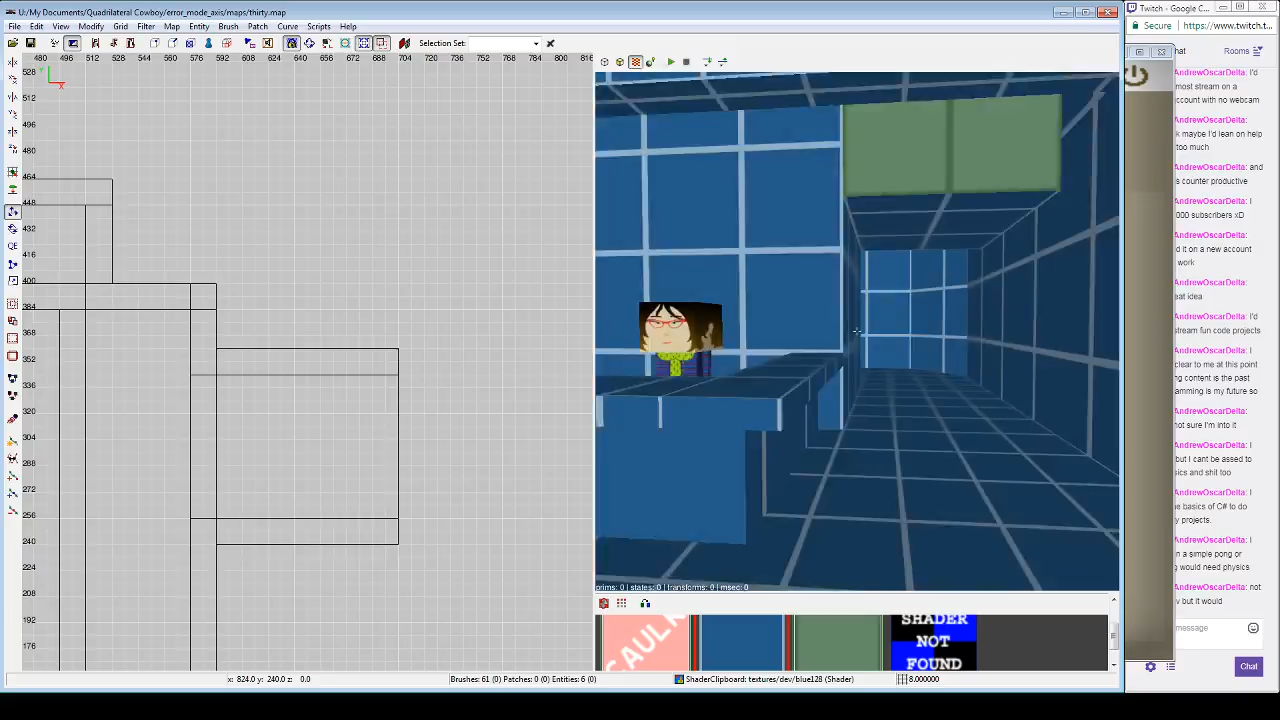 U:/My Documents/Quadrilateral Cowboy/error_mode_axis/maps/thirty.map
Twitch - Google C...
File Edit View Modify Grid Filter Map Entity Brush Patch Curve Scripts Help
Secure https://www.twitch.t
Selection Set:
480 496 512 528 544 560 576 592 608 624 640 656 672 688 704 720 736 752 768 784 800 816
528
512
496
480
464
448
432
416
400
384
368
352
336
320
304
288
272
256
240
224
208
192
176
Y
X
prims: 0 | states: 0 | transforms: 0 | msec: 0
CAULK
SHADER
NOT
FOUND
x: 824.0 y: 240.0 z: 0.0
Brushes: 61 (0) Patches: 0 (0) Entities: 6 (0)
ShaderClipboard: textures/dev/blue128 (Shader)
8.000000
hat Rooms
AndrewOscarDelta: I'd
most stream on a
ccount with no webcam
AndrewOscarDelta:
k maybe I'd lean on help
too much
AndrewOscarDelta: and
s counter productive
AndrewOscarDelta: I
000 subscribers xD
AndrewOscarDelta:
d it on a new account
work
AndrewOscarDelta:
eat idea
AndrewOscarDelta: I'd
stream fun code projects
AndrewOscarDelta:
clear to me at this point
ng content is the past
amming is my future so
AndrewOscarDelta:
not sure I'm into it
AndrewOscarDelta:
but I cant be assed to
sics and shit too
AndrewOscarDelta: I
e basics of C# to do
y projects.
AndrewOscarDelta: I
n a simple pong or
g would need physics
AndrewOscarDelta: not
v but it would
message
Chat